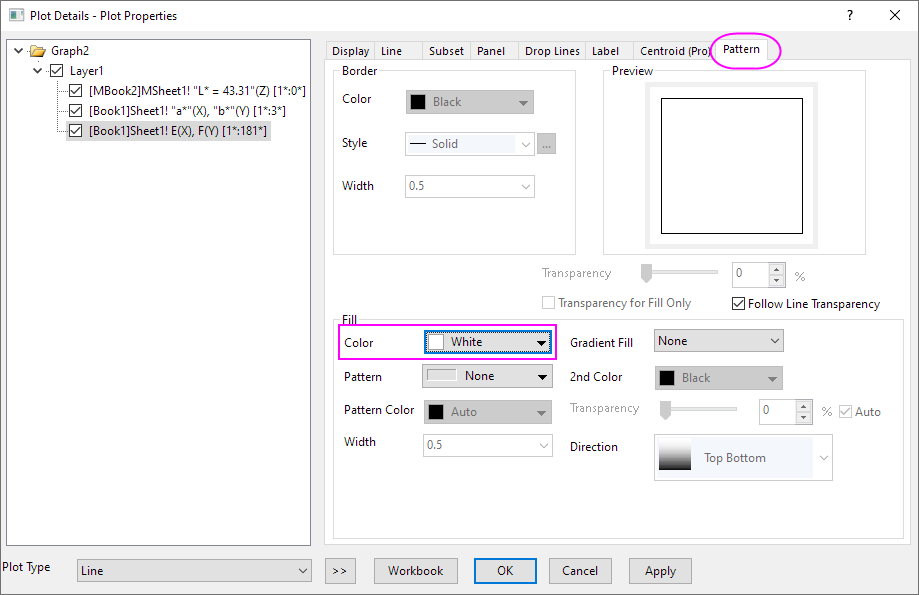 Plot Details - Plot Properties
?
Graph2
Layer1
[MBook2]MSheet1! "L* = 43.31"(Z) [1*:0*]
[Book1]Sheet1! "a*"(X), "b*"(Y) [1*:3*]
[Book1]Sheet1! E(X), F(Y) [1*:181*]
Display Line Subset Panel Drop Lines Label Centroid (Pro) Pattern
Border
Color Black
Style Solid ...
Width 0.5
Preview
Transparency 0 %
Transparency for Fill Only Follow Line Transparency
Fill
Color White Gradient Fill None
Pattern None 2nd Color Black
Pattern Color Auto Transparency 0 % Auto
Width 0.5 Direction Top Bottom
Plot Type Line >> Workbook OK Cancel Apply